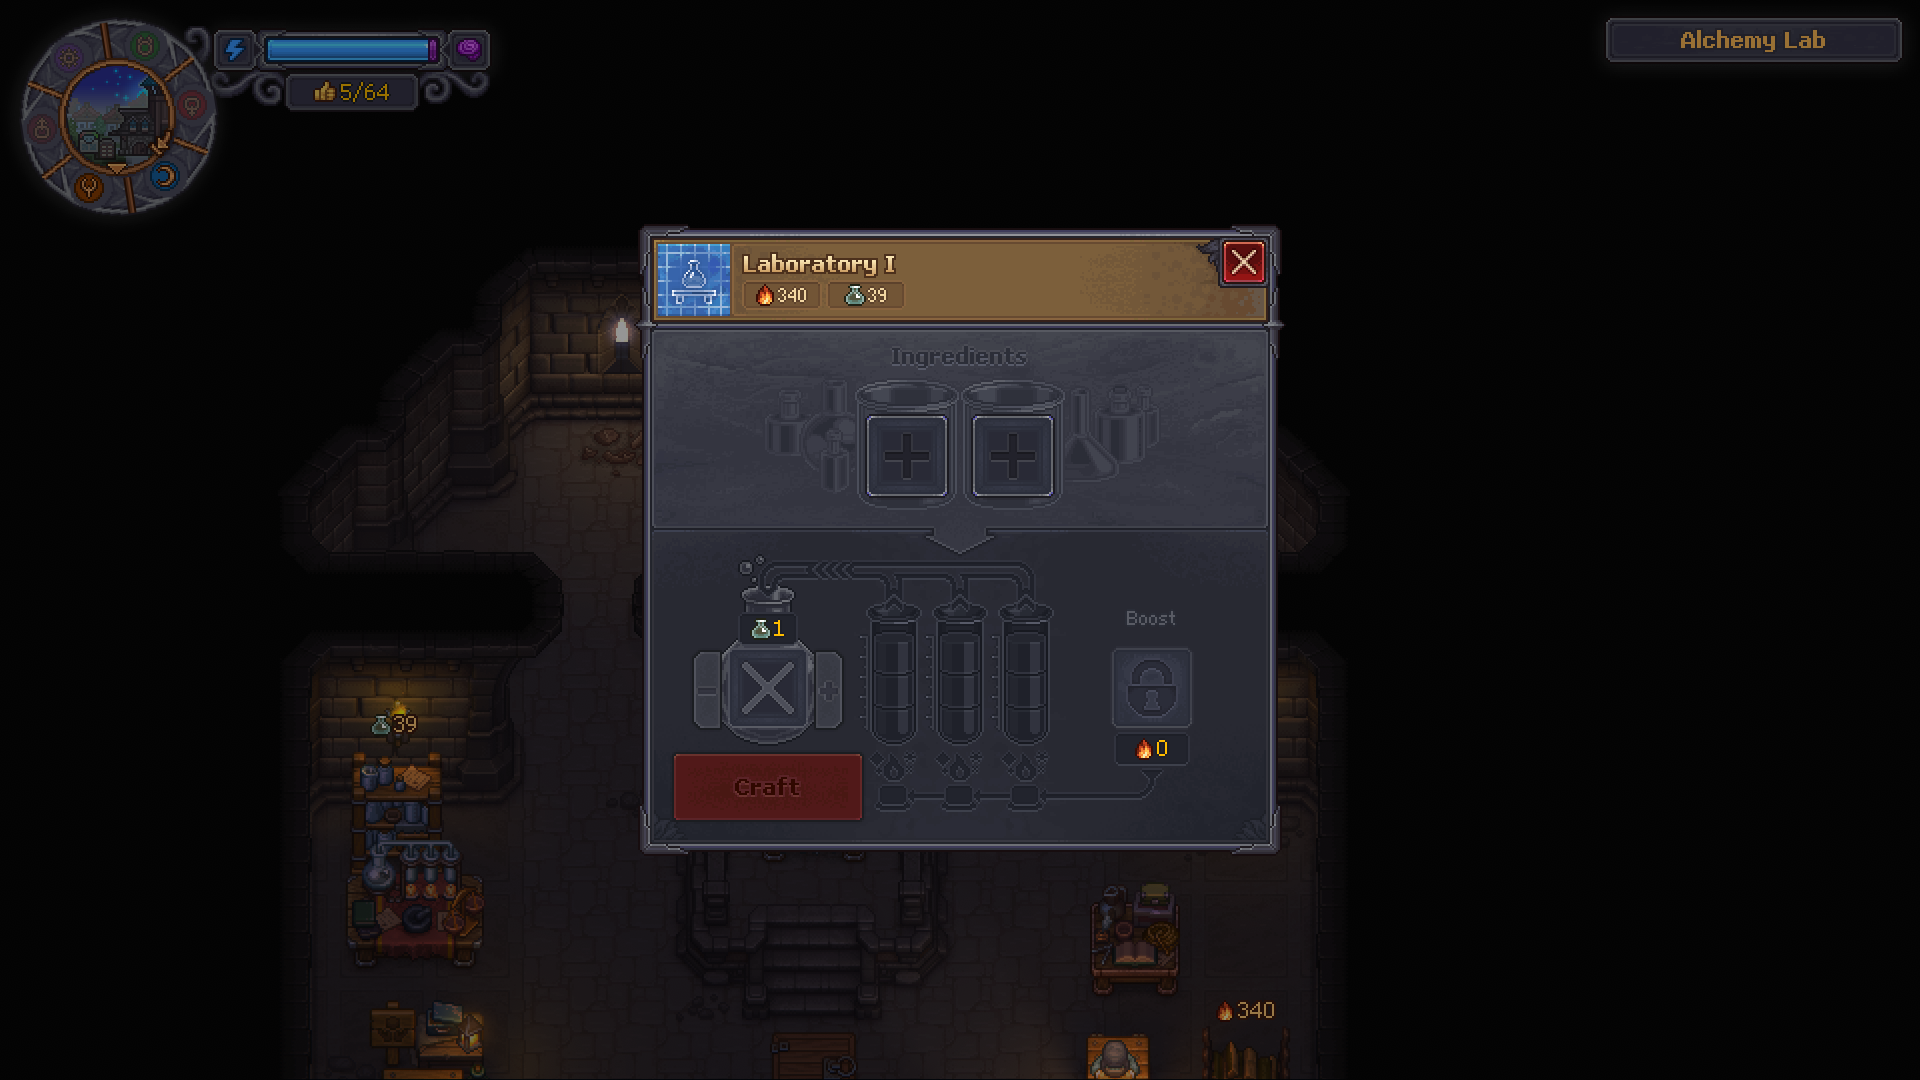 5/64
Alchemy Lab
Laboratory I
340
39
Ingredients
1
Boost
39
0
Craft
340